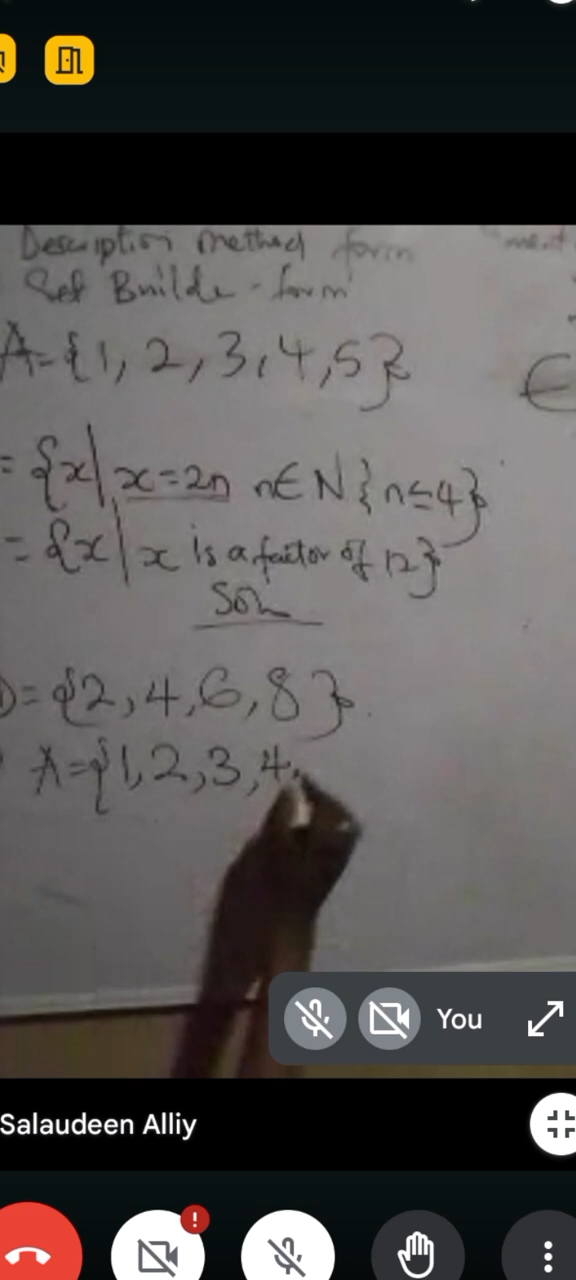 Description method form
Set Builde - form
A={1, 2, 3, 4, 5}
€
= {x|x=2n n∈N{n≤4}
= {x|x is a factor of 12}
Soln
= {2, 4, 6, 8}.
A={1, 2, 3, 4,
You
Salaudeen Alliy
!